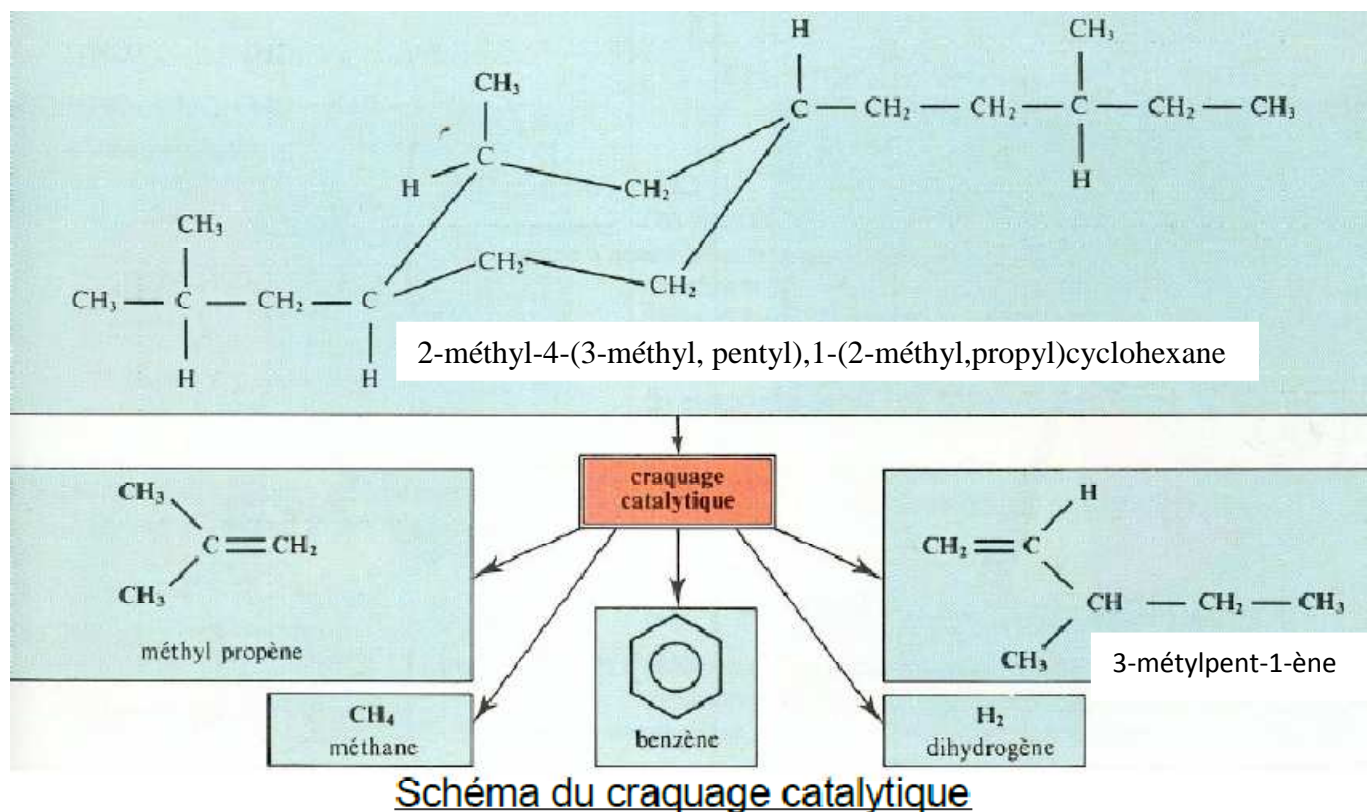 H
CH₃
CH₃
C — CH₂ — CH₂ — C — CH₂ — CH₃
H
C
H
CH₂
CH₃
CH₂
CH₂
CH₃ — C — CH₂ — C
H
H
2-méthyl-4-(3-méthyl, pentyl),1-(2-méthyl,propyl)cyclohexane
craquage
catalytique
CH₃
C=CH₂
CH₃
méthyl propène
H
CH₂=C
CH — CH₂ — CH₃
CH₃
3-métylpent-1-ène
CH₄
méthane
benzène
H₂
dihydrogène
Schéma du craquage catalytique